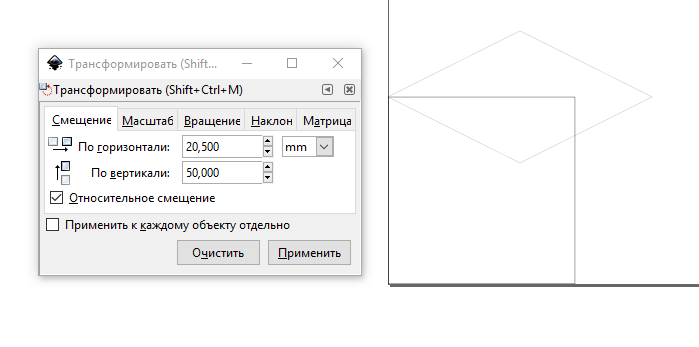 Трансформировать (Shift...
Трансформировать (Shift+Ctrl+M)
Смещение Масштаб Вращение Наклон Матрица
По горизонтали: 20,500 mm
По вертикали: 50,000
Относительное смещение
Применить к каждому объекту отдельно
Очистить Применить